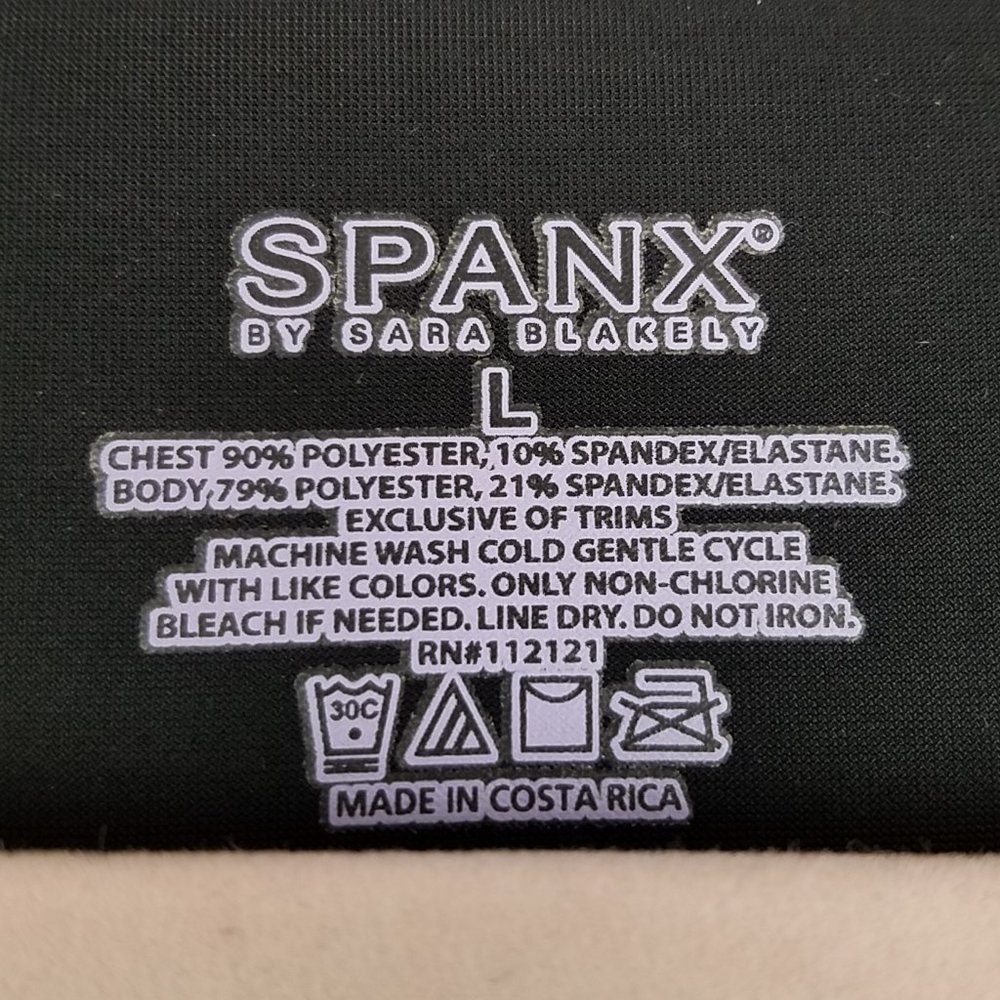 SPANX®
BY SARA BLAKELY
L
CHEST 90% POLYESTER, 10% SPANDEX/ELASTANE.
BODY, 79% POLYESTER, 21% SPANDEX/ELASTANE.
EXCLUSIVE OF TRIMS
MACHINE WASH COLD GENTLE CYCLE
WITH LIKE COLORS. ONLY NON-CHLORINE
BLEACH IF NEEDED. LINE DRY. DO NOT IRON.
RN#112121
30C
MADE IN COSTA RICA